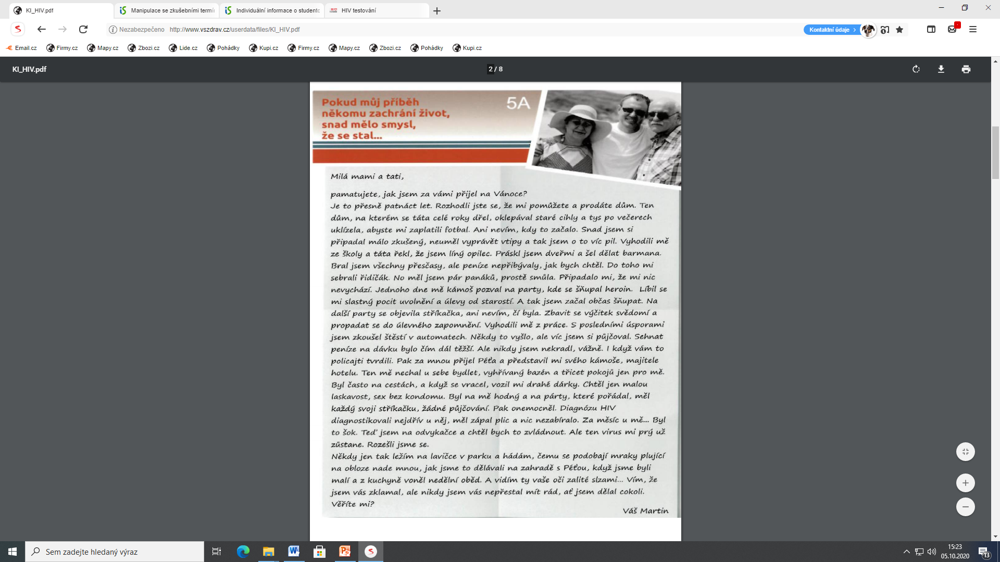 KI_HIV.pdf
Manipulace se zkušebními termín
Individuální informace o studento
HIV testování
Nezabezpečeno http://www.vszdrav.cz/userdata/files/KI_HIV.pdf
Kontaktní údaje
Email.cz Firmy.cz Mapy.cz Zbozi.cz Lide.cz Pohádky Kupi.cz Firmy.cz Mapy.cz Zbozi.cz Pohádky Kupi.cz
KI_HIV.pdf
2 / 8
Pokud můj příběh
někomu zachrání život,
snad mělo smysl,
že se stal...
5A
Milá mami a tati,
pamatujete, jak jsem za vámi přijel na Vánoce?
Je to přesně patnáct let. Rozhodli jste se, že mi pomůžete a prodáte dům. Ten
dům, na kterém se táta celé roky dřel, oklepával staré cihly a tys po večerech
uklízela, abyste mi zaplatili fotbal. Ani nevím, kdy to začalo. Snad jsem si
připadal málo zkušený, neuměl vyprávět vtipy a tak jsem o to víc pil. Vyhodili mě
ze školy a táta řekl, že jsem líný opilec. Práskl jsem dveřmi a šel dělat barmana.
Bral jsem všechny přesčasy, ale peníze nepřibývaly, jak bych chtěl. Do toho mi
sebrali řidičák. No měl jsem pár panáků, prostě smůla. Připadalo mi, že mi nic
nevychází. Jednoho dne mě kámoš pozval na party, kde se šňupal heroin. Líbil se
mi slastný pocit uvolnění a úlevy od starostí. A tak jsem začal občas šňupat. Na
další party se objevila stříkačka, ani nevím, čí byla. Zbavit se výčitek svědomí a
propadat se do úlevného zapomnění. Vyhodili mě z práce. S posledními úsporami
jsem zkoušel štěstí v automatech. Někdy to vyšlo, ale víc jsem si půjčoval. Sehnat
peníze na dávku bylo čím dál těžší. Ale nikdy jsem nekradl, vážně. I když vám to
policajti tvrdili. Pak za mnou přijel Péťa a představil mi svého kámoše, majitele
hotelu. Ten mě nechal u sebe bydlet, vyhřívaný bazén a třicet pokojů jen pro mě.
Byl často na cestách, a když se vracel, vozil mi drahé dárky. Chtěl jen malou
laskavost, sex bez kondomu. Byl na mě hodný a na párty, které pořádal, měl
každý svoji stříkačku, žádné půjčování. Pak onemocněl. Diagnózu HIV
diagnostikovali nejdřív u něj, měl zápal plic a nic nezabíralo. Za měsíc u mě... Byl
to šok. Teď jsem na odvykačce a chtěl bych to zvládnout. Ale ten virus mi prý už
zůstane. Rozešli jsme se.
Někdy jen tak ležím na lavičce v parku a hádám, čemu se podobají mraky plující
na obloze nade mnou, jak jsme to dělávali na zahradě s Péťou, když jsme byli
malí a z kuchyně voněl nedělní oběd. A vidím ty vaše oči zalité slzami... Vím, že
jsem vás zklamal, ale nikdy jsem vás nepřestal mít rád, ať jsem dělal cokoli.
Věříte mi?
Váš Martin
Sem zadejte hledaný výraz
15:23
05.10.2020
13